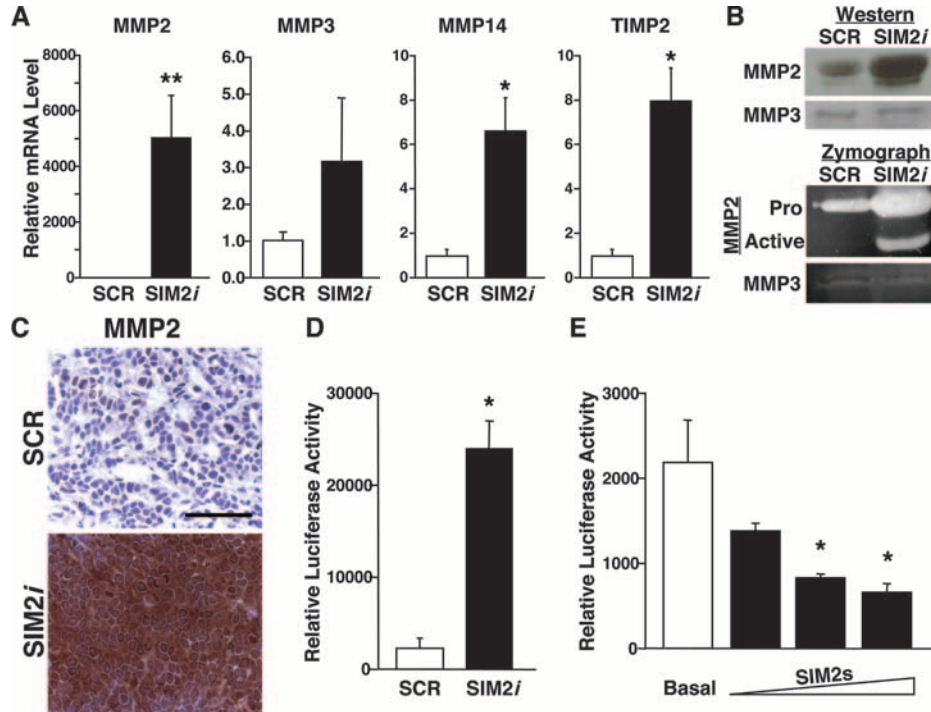 A
MMP2
MMP3
MMP14
TIMP2
Relative mRNA Level
8000
6000
4000
2000
0
**
SCR SIM2i
6.0
5.0
4.0
3.0
2.0
1.0
0.0
SCR SIM2i
10
8
6
4
2
0
*
SCR SIM2i
10
8
6
4
2
0
*
SCR SIM2i
B
Western
SCR SIM2i
MMP2
MMP3
Zymograph
SCR SIM2i
MMP2
Pro
Active
MMP3
C
MMP2
SCR
SIM2i
D
Relative Luciferase Activity
30000
20000
10000
0
*
SCR SIM2i
E
Relative Luciferase Activity
3000
2000
1000
0
*
*
Basal
SIM2s